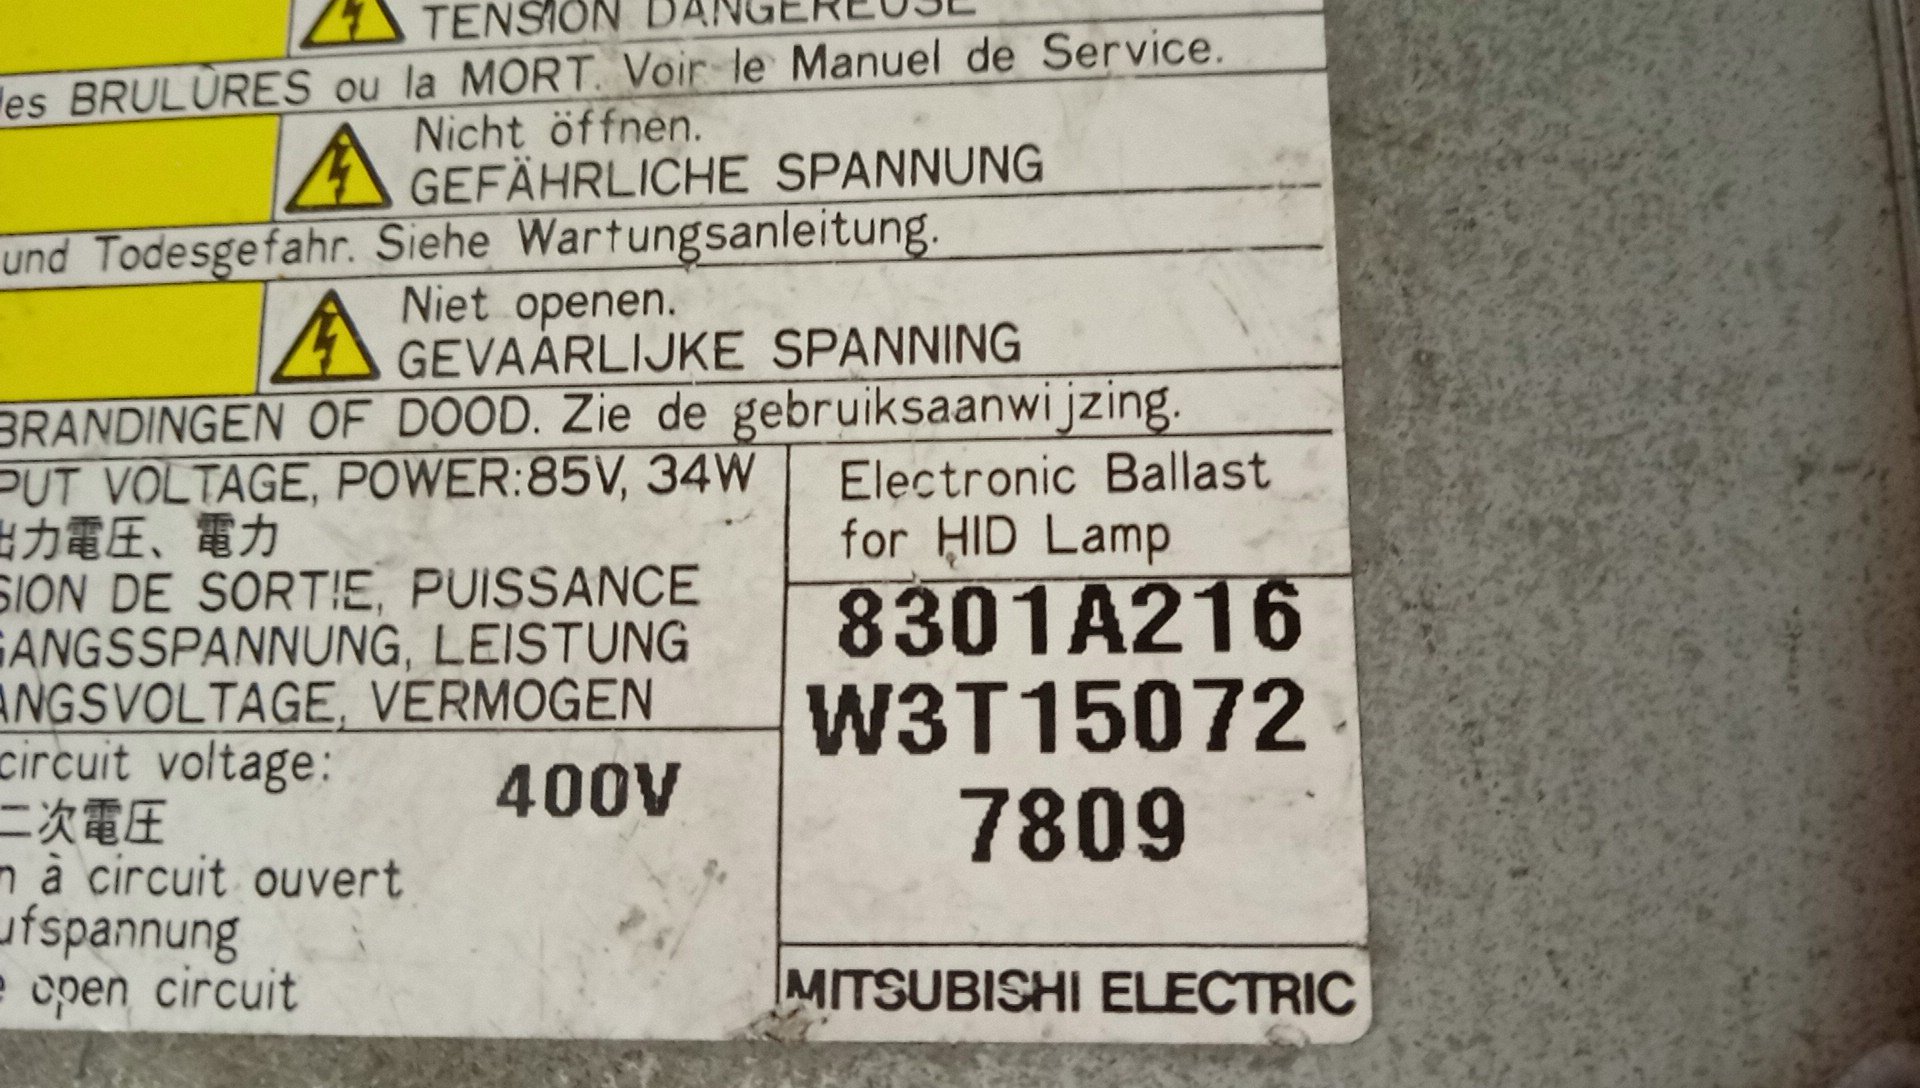 TENSION DANGEREUSE
les BRULÛRES ou la MORT. Voir le Manuel de Service.
Nicht öffnen.
GEFÄHRLICHE SPANNUNG
und Todesgefahr. Siehe Wartungsanleitung.
Niet openen.
GEVAARLIJKE SPANNING
BRANDINGEN OF DOOD. Zie de gebruiksaanwijzing.
PUT VOLTAGE, POWER:85V, 34W
出力電圧、電力
SION DE SORTIE, PUISSANCE
GANGSSPANNUNG, LEISTUNG
ANGSVOLTAGE, VERMOGEN
circuit voltage:
400V
二次電圧
n à circuit ouvert
ufspannung
e open circuit
Electronic Ballast
for HID Lamp
8301A216
W3T15072
7809
MITSUBISHI ELECTRIC